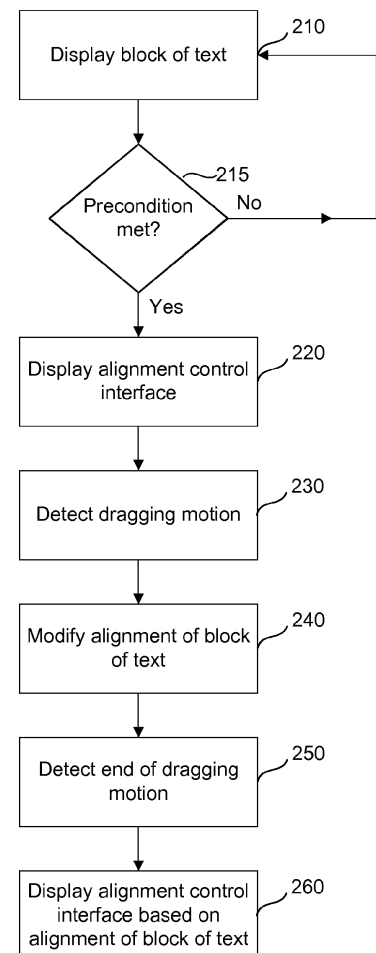 Display block of text
210
Precondition
met?
215
No
Yes
Display alignment control
interface
220
Detect dragging motion
230
Modify alignment of block
of text
240
Detect end of dragging
motion
250
Display alignment control
interface based on
alignment of block of text
260